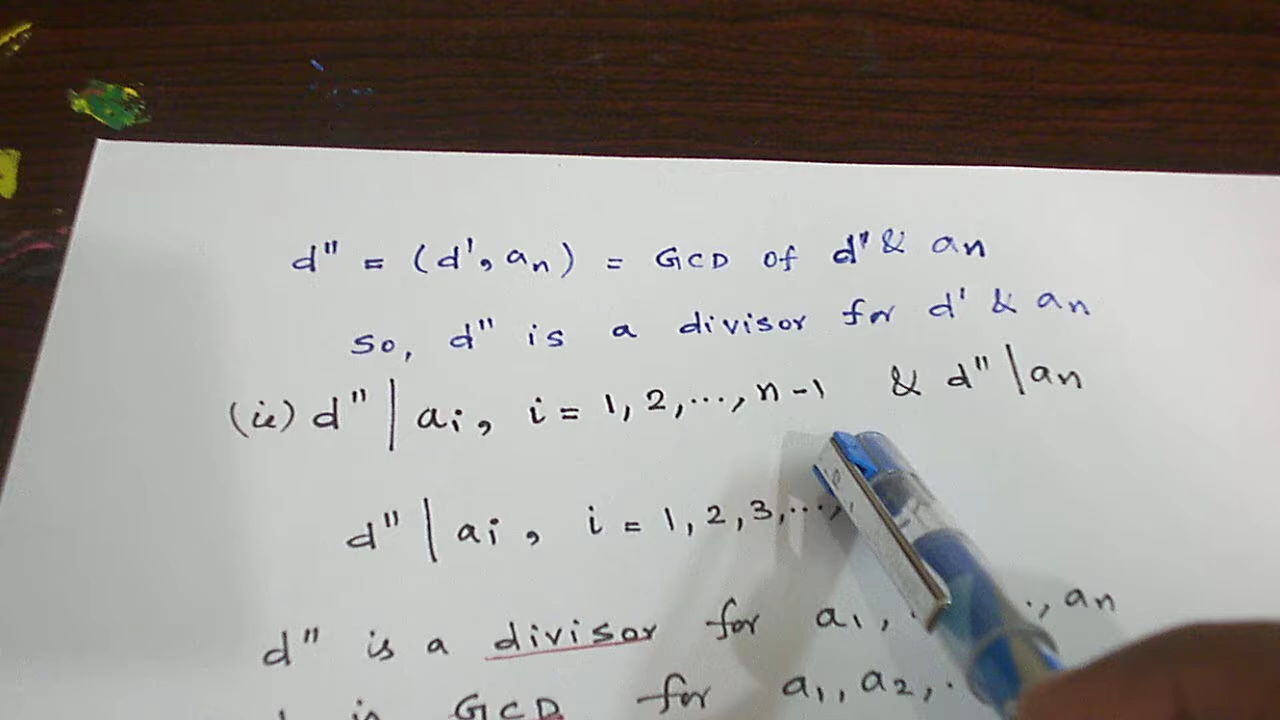 d" = (d', an) = GCD of d' & an
So, d" is a divisor for d' & an
(ie) d" | ai, i = 1, 2, ..., n-1 & d" | an
d" | ai, i = 1, 2, 3, ...,
d" is a divisor for a1, ., an
is GCD for a1, a2, .